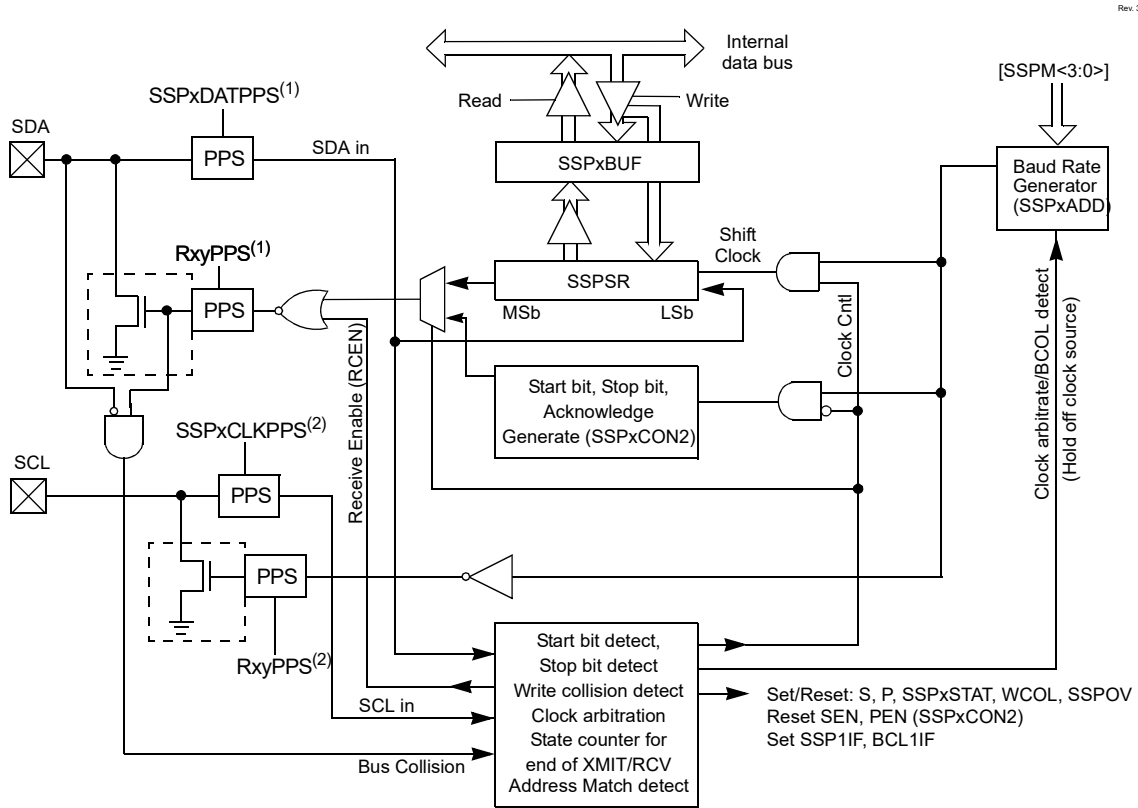 Rev. 3
Internal
data bus
[SSPM<3:0>]
Read
Write
SSPxDATPPS(1)
SDA
PPS
SDA in
SSPxBUF
Baud Rate
Generator
(SSPxADD)
RxyPPS(1)
Shift
Clock
PPS
SSPSR
MSb
LSb
Clock Cntl
Clock arbitrate/BCOL detect
(Hold off clock source)
Receive Enable (RCEN)
Start bit, Stop bit,
Acknowledge
Generate (SSPxCON2)
SSPxCLKPPS(2)
SCL
PPS
PPS
RxyPPS(2)
SCL in
Bus Collision
Start bit detect,
Stop bit detect
Write collision detect
Clock arbitration
State counter for
end of XMIT/RCV
Address Match detect
Set/Reset: S, P, SSPxSTAT, WCOL, SSPOV
Reset SEN, PEN (SSPxCON2)
Set SSP1IF, BCL1IF